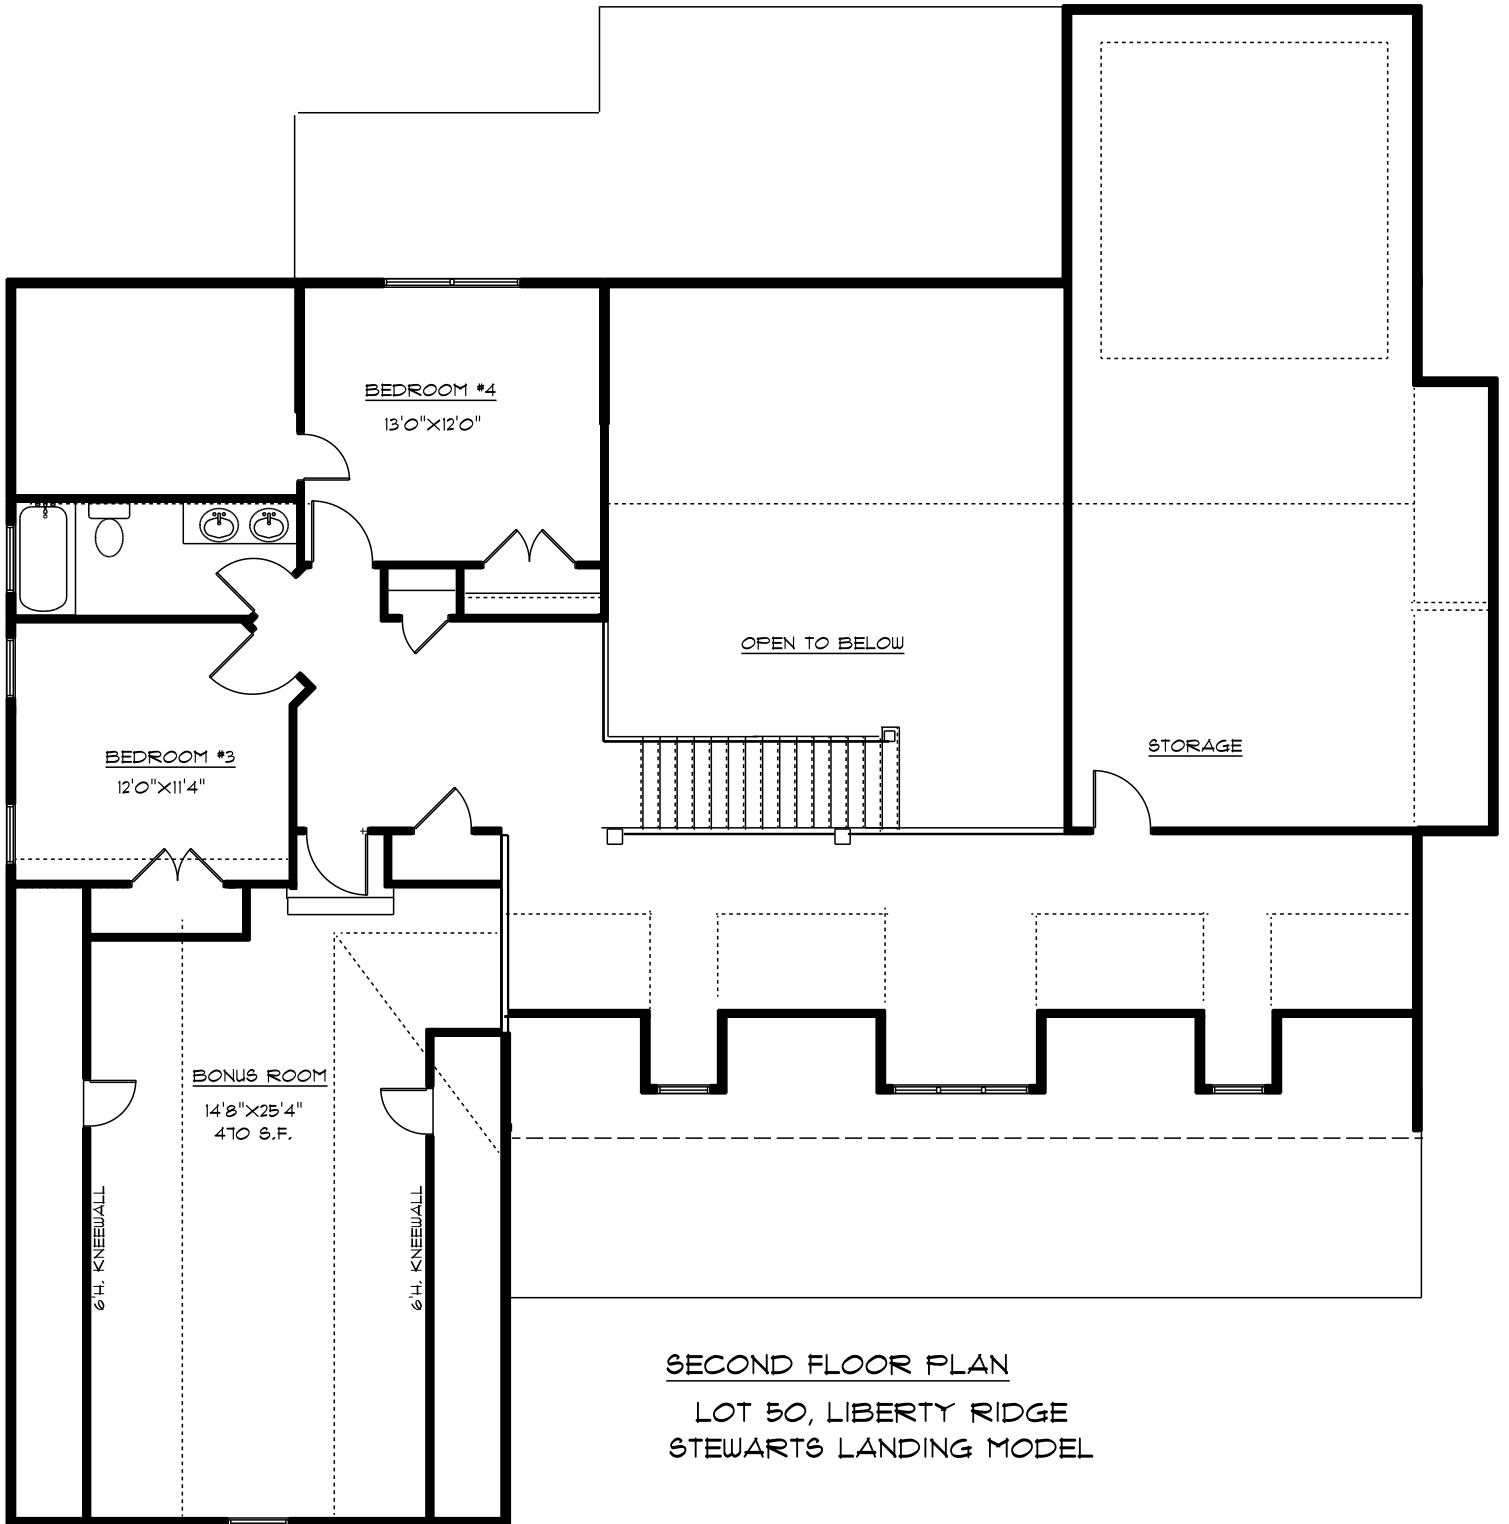 BEDROOM #4
13'0"X12'0"
OPEN TO BELOW
STORAGE
BEDROOM #3
12'0"X11'4"
BONUS ROOM
14'8"X25'4"
470 S.F.
6'H. KNEEWALL
6'H. KNEEWALL
SECOND FLOOR PLAN
LOT 50, LIBERTY RIDGE
STEWARTS LANDING MODEL